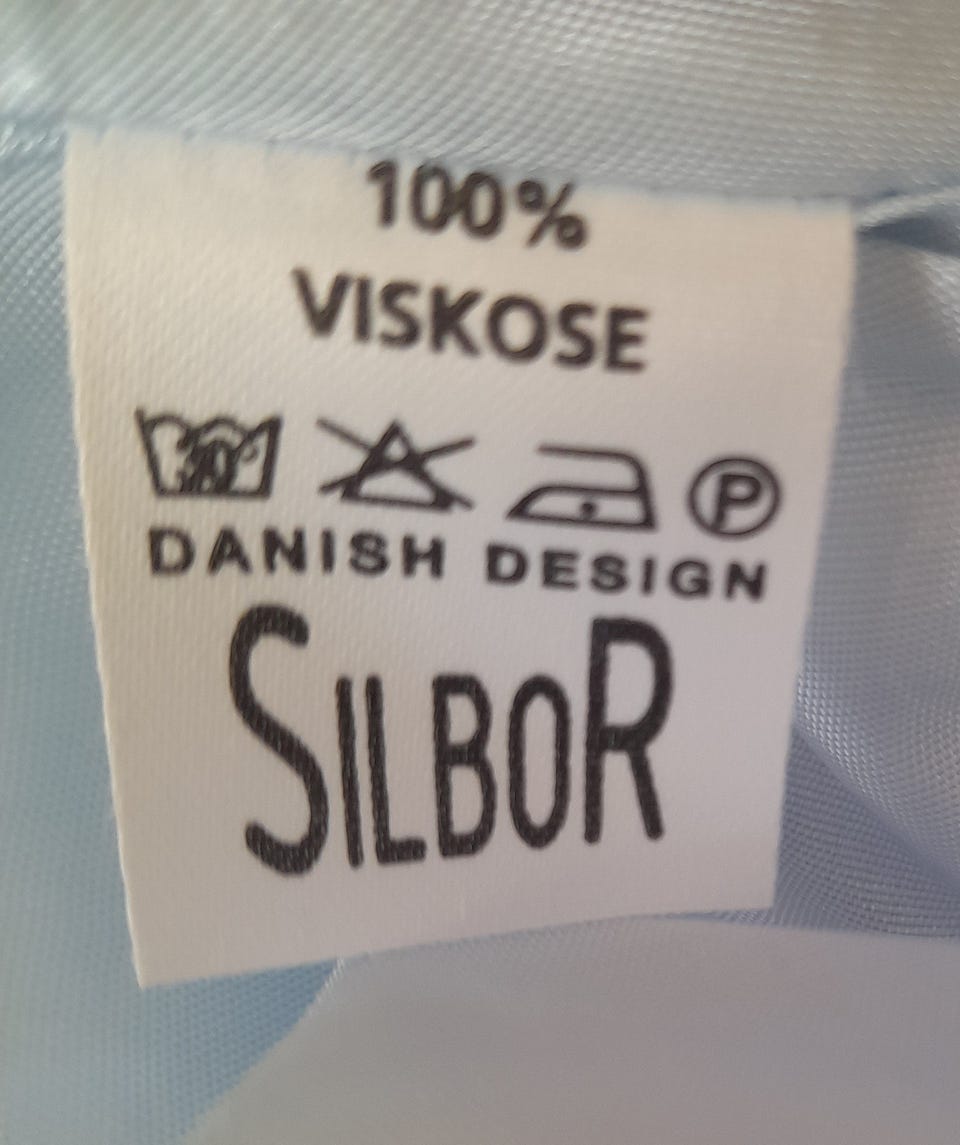 100%
VISKOSE
P
DANISH DESIGN
SILBOR